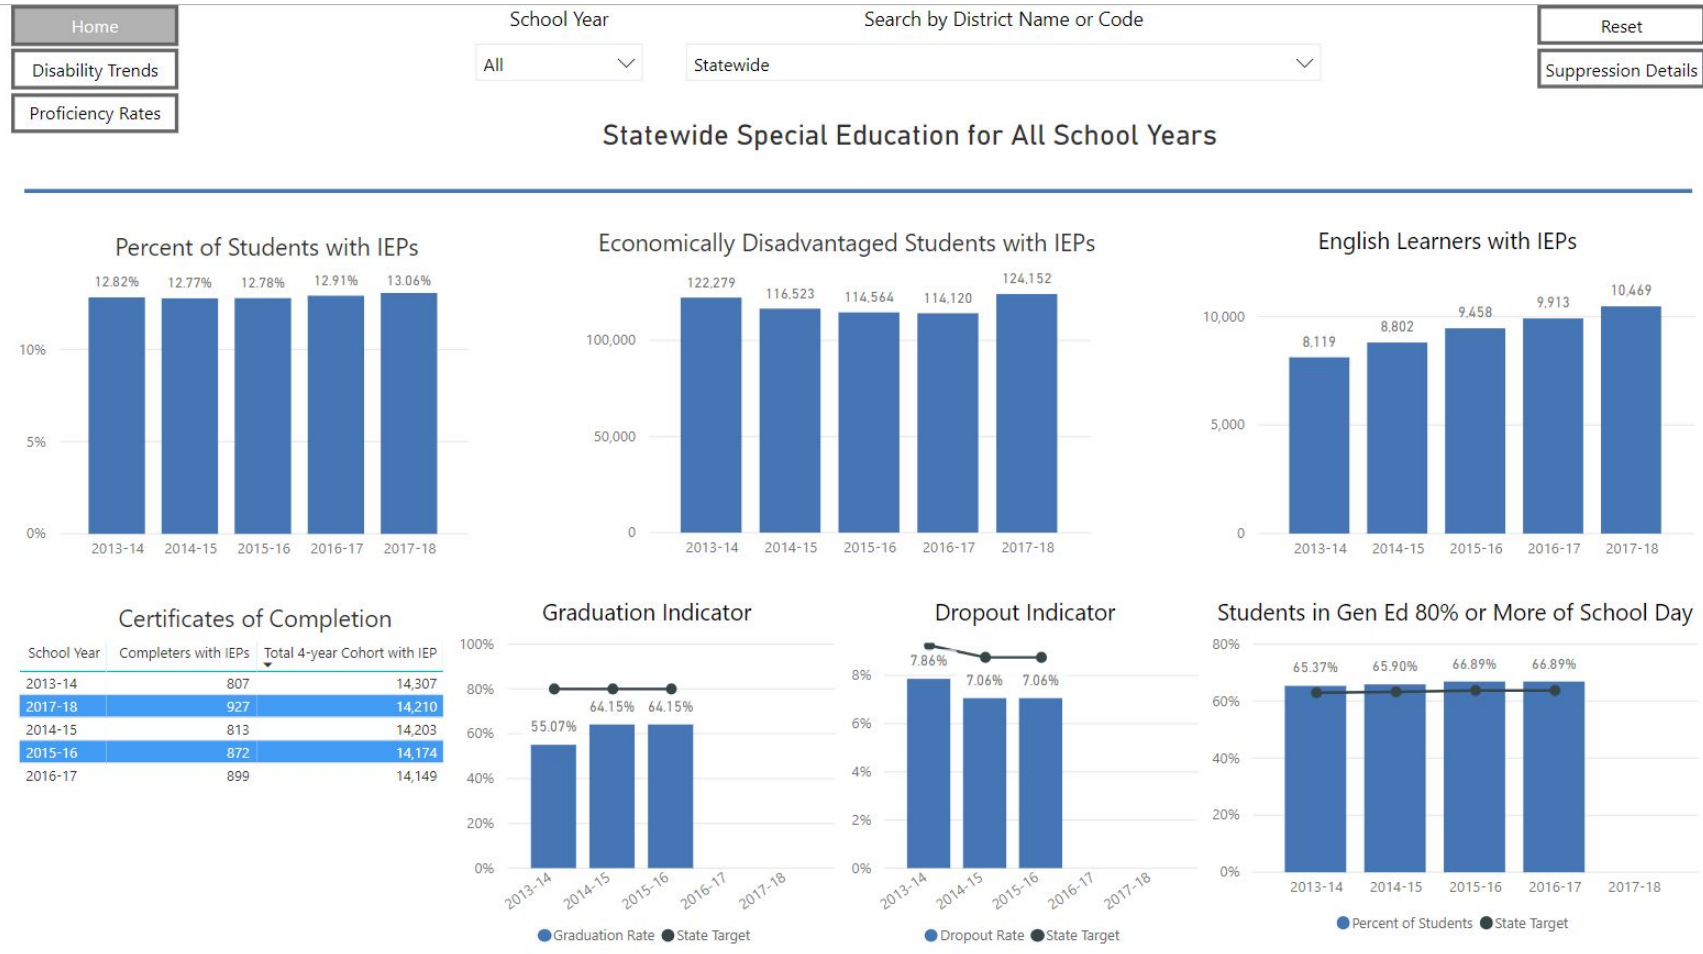 Home
Disability Trends
Proficiency Rates
School Year
All
Search by District Name or Code
Statewide
Reset
Suppression Details
Statewide Special Education for All School Years
Percent of Students with IEPs
12.82% 12.77% 12.78% 12.91% 13.06%
10%
5%
0%
2013-14 2014-15 2015-16 2016-17 2017-18
Economically Disadvantaged Students with IEPs
122,279 116,523 114,564 114,120 124,152
100,000
50,000
0
2013-14 2014-15 2015-16 2016-17 2017-18
English Learners with IEPs
8,119 8,802 9,458 9,913 10,469
10,000
5,000
0
2013-14 2014-15 2015-16 2016-17 2017-18
Certificates of Completion
School Year Completers with IEPs Total 4-year Cohort with IEP
2013-14 807 14,307
2017-18 927 14,210
2014-15 813 14,203
2015-16 872 14,174
2016-17 899 14,149
Graduation Indicator
100%
80%
60%
40%
20%
0%
55.07% 64.15% 64.15%
2013-14 2014-15 2015-16 2016-17 2017-18
Graduation Rate State Target
Dropout Indicator
8%
6%
4%
2%
0%
7.86% 7.06% 7.06%
2013-14 2014-15 2015-16 2016-17 2017-18
Dropout Rate State Target
Students in Gen Ed 80% or More of School Day
80%
60%
40%
20%
0%
65.37% 65.90% 66.89% 66.89%
2013-14 2014-15 2015-16 2016-17 2017-18
Percent of Students State Target